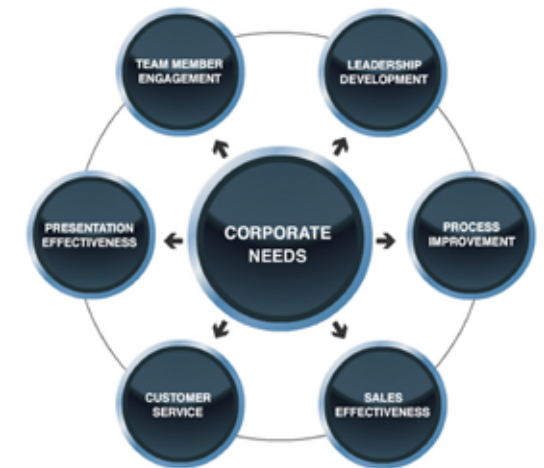 TEAM MEMBER
ENGAGEMENT
LEADERSHIP
DEVELOPMENT
PRESENTATION
EFFECTIVENESS
CORPORATE
NEEDS
PROCESS
IMPROVEMENT
CUSTOMER
SERVICE
SALES
EFFECTIVENESS